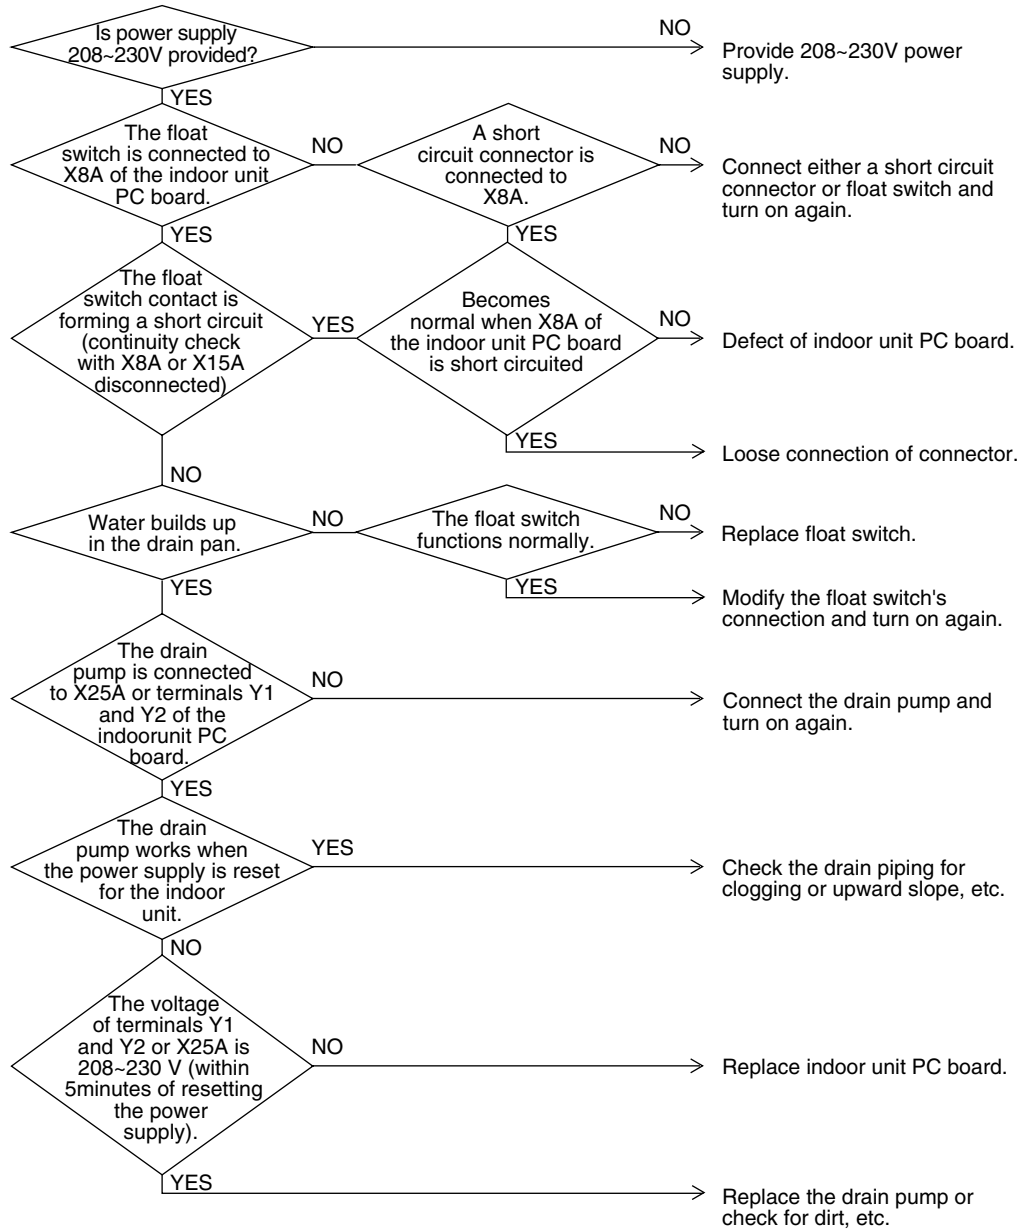 Is power supply
208~230V provided?
NO
Provide 208~230V power
supply.
YES
The float
switch is connected to
X8A of the indoor unit
PC board.
NO
A short
circuit connector is
connected to
X8A.
NO
Connect either a short circuit
connector or float switch and
turn on again.
YES
YES
The float
switch contact is
forming a short circuit
(continuity check
with X8A or X15A
disconnected)
YES
Becomes
normal when X8A of
the indoor unit PC board
is short circuited
NO
Defect of indoor unit PC board.
YES
Loose connection of connector.
NO
Water builds up
in the drain pan.
NO
The float switch
functions normally.
NO
Replace float switch.
YES
Modify the float switch's
connection and turn on again.
YES
The drain
pump is connected
to X25A or terminals Y1
and Y2 of the
indoorunit PC
board.
NO
Connect the drain pump and
turn on again.
YES
The drain
pump works when
the power supply is reset
for the indoor
unit.
YES
Check the drain piping for
clogging or upward slope, etc.
NO
The voltage
of terminals Y1
and Y2 or X25A is
208~230 V (within
5minutes of resetting
the power
supply).
NO
Replace indoor unit PC board.
YES
Replace the drain pump or
check for dirt, etc.